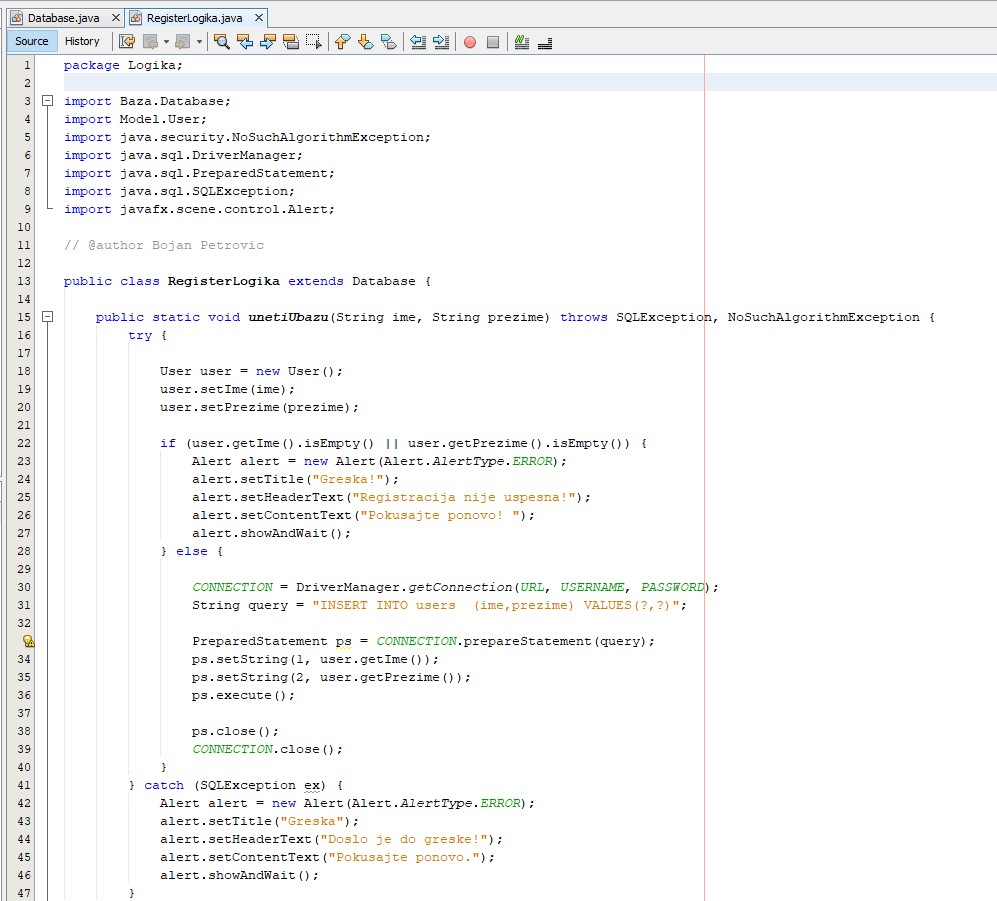 Database.java × RegisterLogika.java ×
Source History
1 package Logika;
2
3 import Baza.Database;
4 import Model.User;
5 import java.security.NoSuchAlgorithmException;
6 import java.sql.DriverManager;
7 import java.sql.PreparedStatement;
8 import java.sql.SQLException;
9 import javafx.scene.control.Alert;
10
11 // @author Bojan Petrovic
12
13 public class RegisterLogika extends Database {
14
15     public static void unetiUbazu(String ime, String prezime) throws SQLException, NoSuchAlgorithmException {
16         try {
17
18             User user = new User();
19             user.setIme(ime);
20             user.setPrezime(prezime);
21
22             if (user.getIme().isEmpty() || user.getPrezime().isEmpty()) {
23                 Alert alert = new Alert(Alert.AlertType.ERROR);
24                 alert.setTitle("Greska!");
25                 alert.setHeaderText("Registracija nije uspesna!");
26                 alert.setContentText("Pokusajte ponovo! ");
27                 alert.showAndWait();
28             } else {
29
30                 CONNECTION = DriverManager.getConnection(URL, USERNAME, PASSWORD);
31                 String query = "INSERT INTO users  (ime,prezime) VALUES(?,?)";
32
                PreparedStatement ps = CONNECTION.prepareStatement(query);
34                 ps.setString(1, user.getIme());
35                 ps.setString(2, user.getPrezime());
36                 ps.execute();
37
38                 ps.close();
39                 CONNECTION.close();
40             }
41         } catch (SQLException ex) {
42             Alert alert = new Alert(Alert.AlertType.ERROR);
43             alert.setTitle("Greska");
44             alert.setHeaderText("Doslo je do greske!");
45             alert.setContentText("Pokusajte ponovo.");
46             alert.showAndWait();
47         }